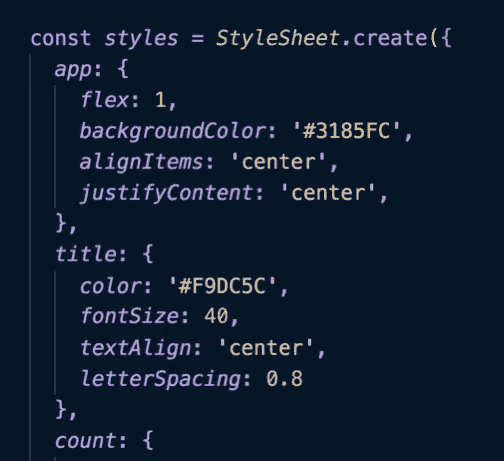 const styles = StyleSheet.create({
app: {
flex: 1,
backgroundColor: '#3185FC',
alignItems: 'center',
justifyContent: 'center',
},
title: {
color: '#F9DC5C',
fontSize: 40,
textAlign: 'center',
letterSpacing: 0.8
},
count: {